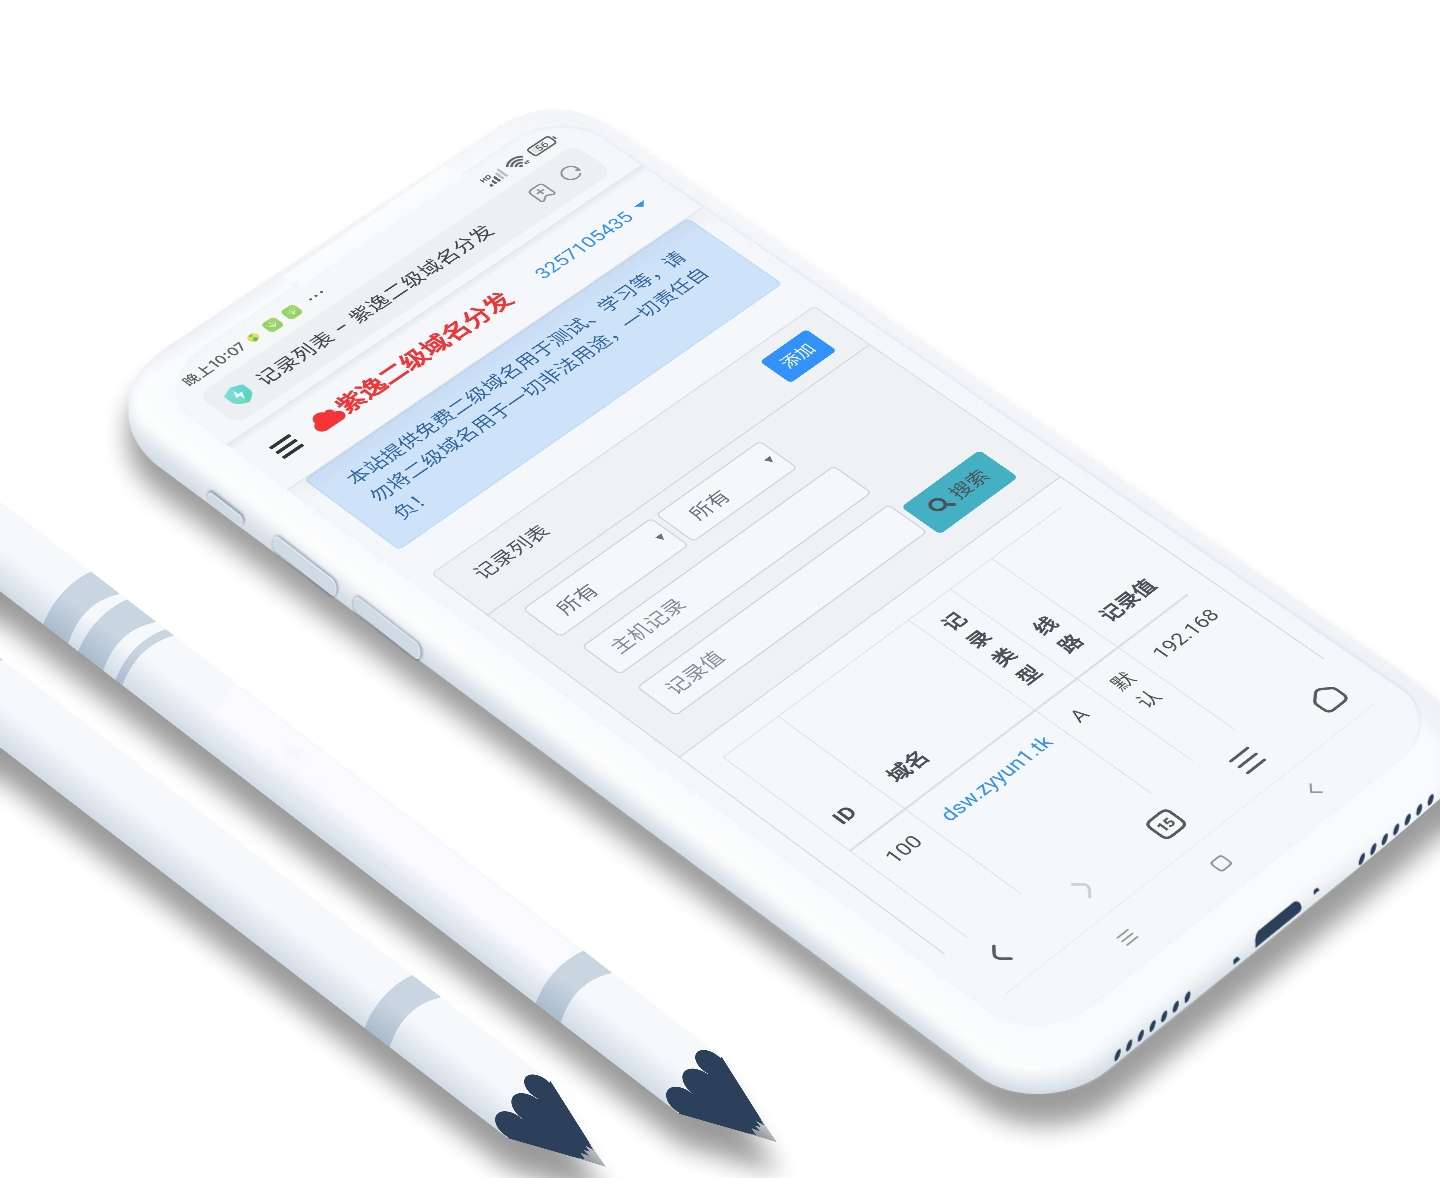 晚上10:07 ...
HD
56
记录列表 - 紫逸二级域名分发
紫逸二级域名分发
3257105435
本站提供免费二级域名用于测试、学习等，请
勿将二级域名用于一切非法用途，一切责任自
负！
记录列表
添加
所有
所有
主机记录
记录值
搜索
ID
域名
记
录
类
型
线
路
记录值
100
dsw.zyyun1.tk
A
默
认
192.168
15